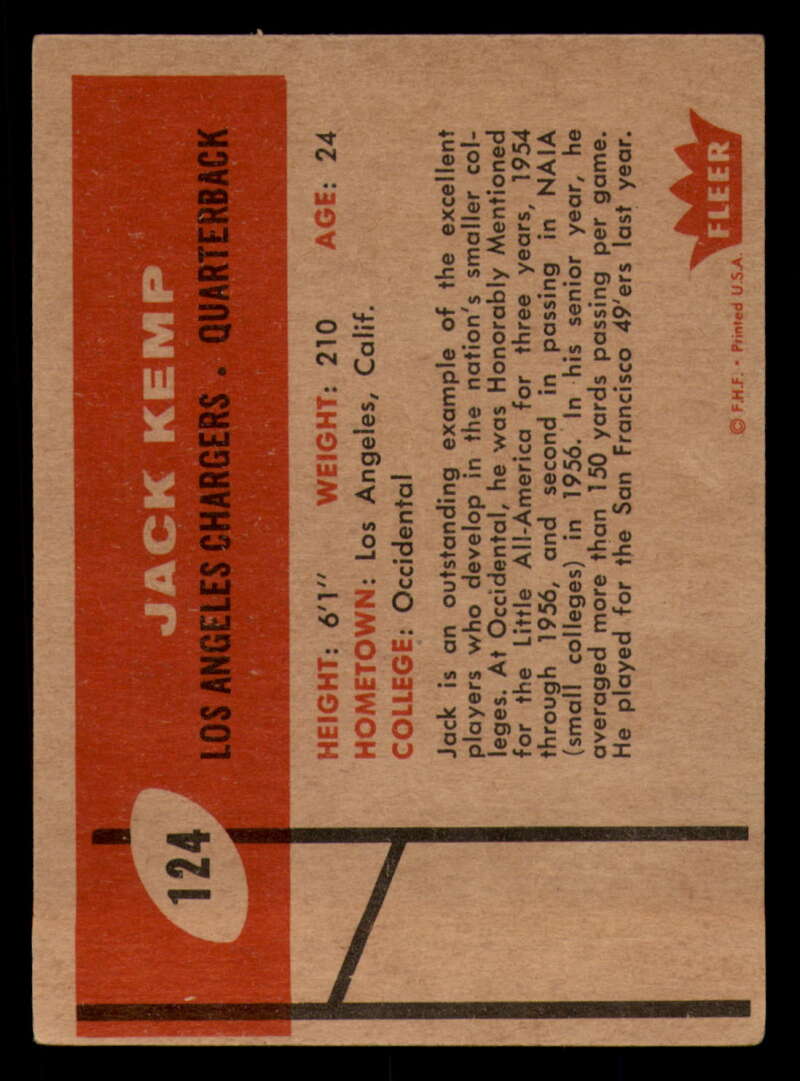 124
JACK KEMP
LOS ANGELES CHARGERS • QUARTERBACK
HEIGHT: 6'1" WEIGHT: 210 AGE: 24
HOMETOWN: Los Angeles, Calif.
COLLEGE: Occidental
Jack is an outstanding example of the excellent
players who develop in the nation's smaller col-
leges. At Occidental, he was Honorably Mentioned
for the Little All-America for three years, 1954
through 1956, and second in passing in NAIA
(small colleges) in 1956. In his senior year, he
averaged more than 150 yards passing per game.
He played for the San Francisco 49'ers last year.
© F.H.F. • Printed U.S.A.
FLEER